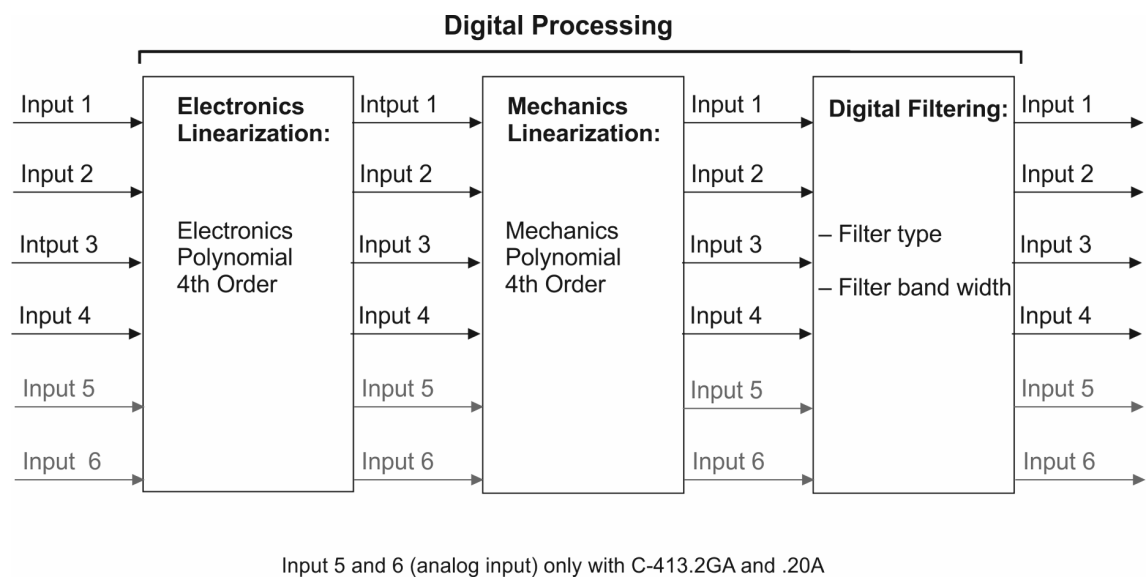 Digital Processing
Input 1
Input 2
Intput 3
Input 4
Input 5
Input 6
Electronics
Linearization:
Electronics
Polynomial
4th Order
Intput 1
Input 2
Input 3
Input 4
Input 5
Input 6
Mechanics
Linearization:
Mechanics
Polynomial
4th Order
Input 1
Input 2
Input 3
Input 4
Input 5
Input 6
Digital Filtering:
– Filter type
– Filter band width
Input 1
Input 2
Input 3
Input 4
Input 5
Input 6
Input 5 and 6 (analog input) only with C-413.2GA and .20A